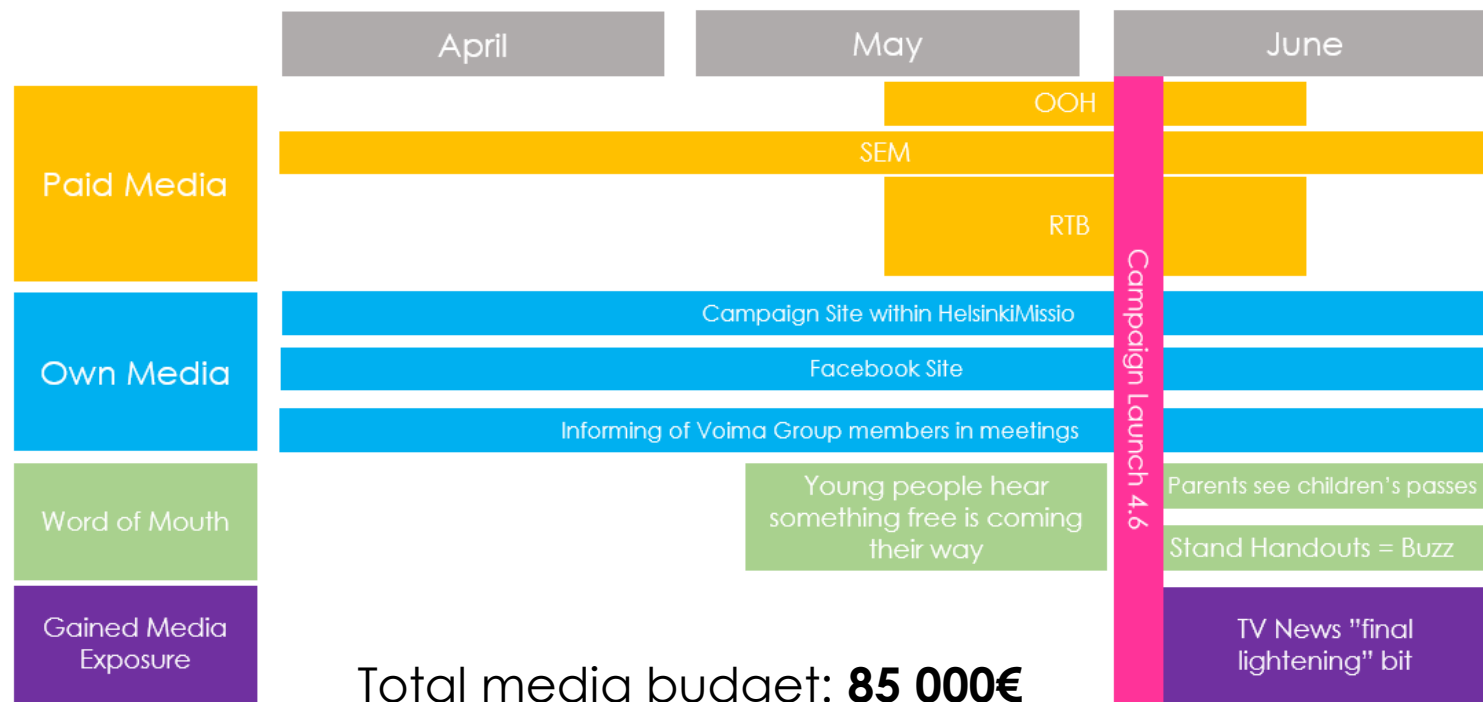 April
May
June
Paid Media
OOH
SEM
RTB
Campaign Launch 4.6
Own Media
Campaign Site within HelsinkiMissio
Facebook Site
Informing of Voima Group members in meetings
Word of Mouth
Young people hear
something free is coming
their way
Parents see children’s passes
Stand Handouts = Buzz
Gained Media
Exposure
TV News ”final
lightening” bit
Total media budget: 85 000€